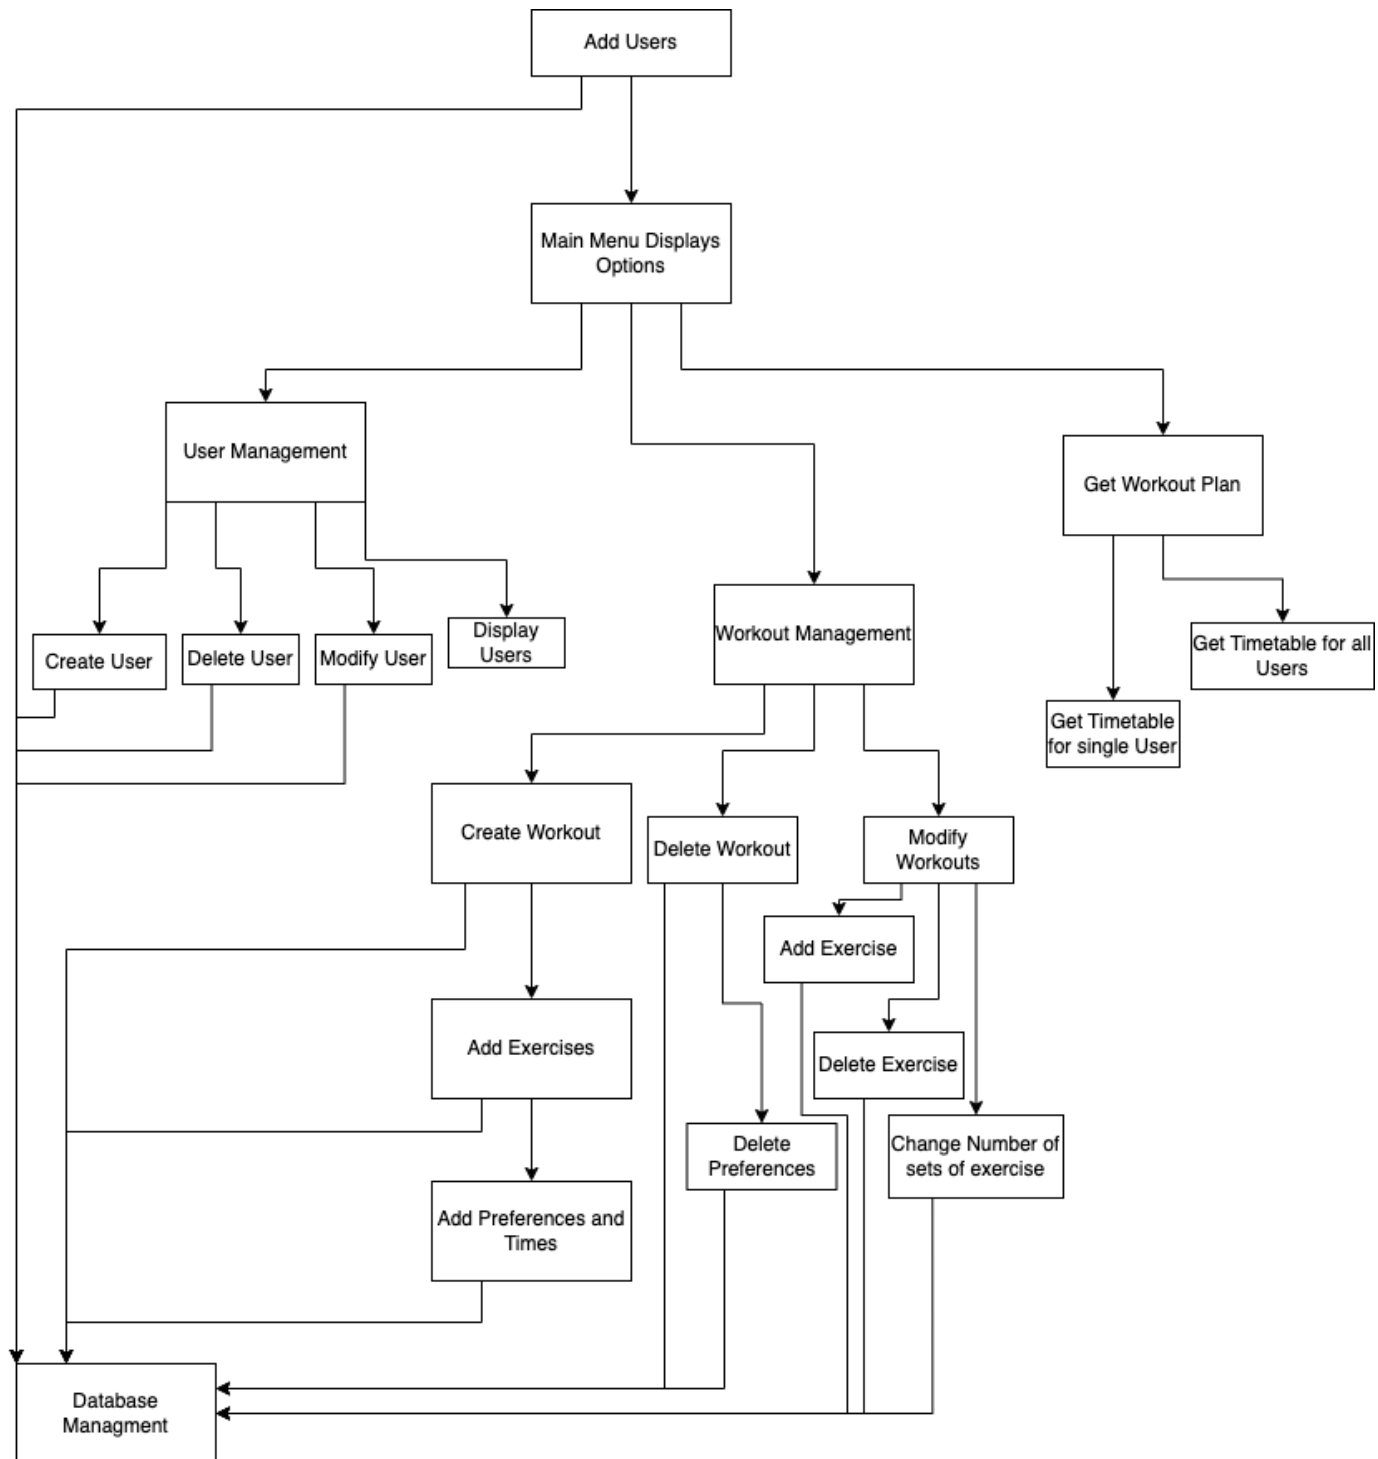 Add Users
Main Menu Displays
Options
User Management
Get Workout Plan
Workout Management
Create User
Delete User
Modify User
Display
Users
Get Timetable for all
Users
Get Timetable
for single User
Create Workout
Delete Workout
Modify
Workouts
Add Exercise
Add Exercises
Delete Exercise
Delete
Preferences
Change Number of
sets of exercise
Add Preferences and
Times
Database
Managment